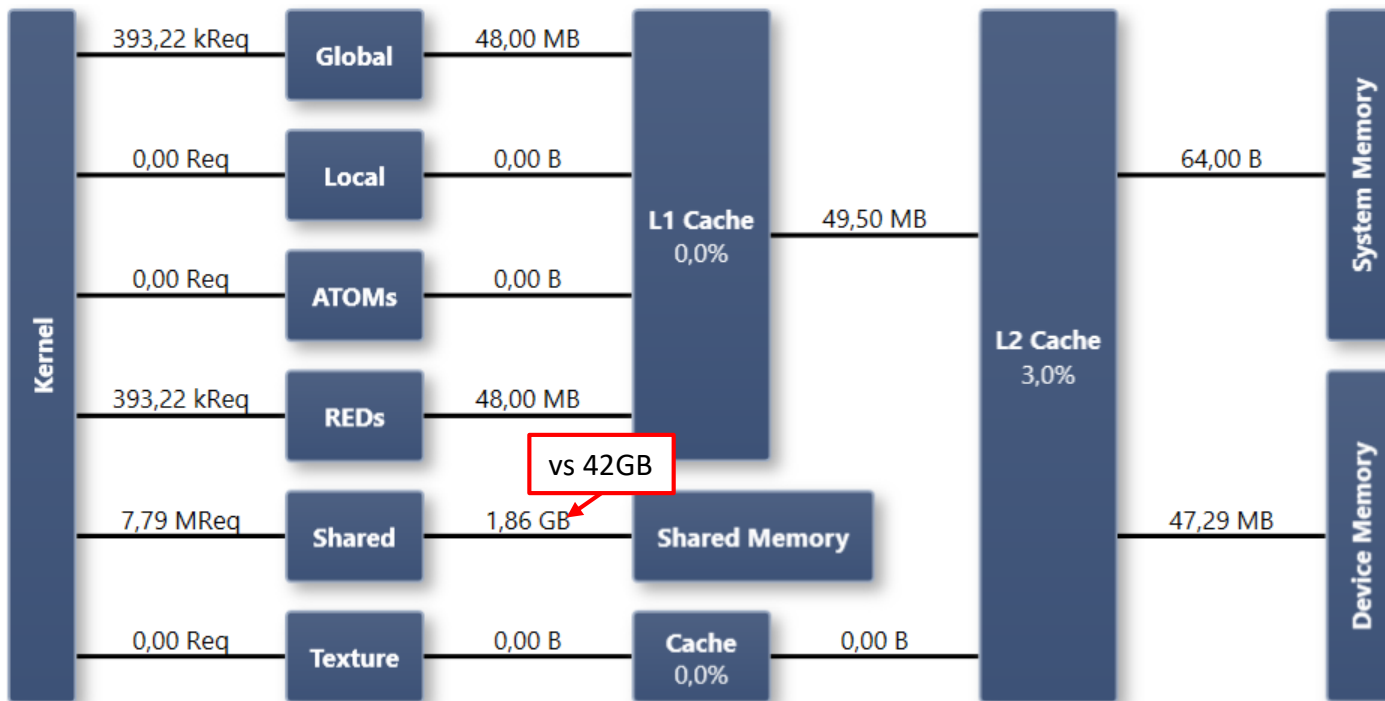 Kernel
393,22 kReq
Global
48,00 MB
0,00 Req
Local
0,00 B
0,00 Req
ATOMs
0,00 B
393,22 kReq
REDs
48,00 MB
vs 42GB
7,79 MReq
Shared
1,86 GB
Shared Memory
0,00 Req
Texture
0,00 B
Cache
0,0%
0,00 B
L1 Cache
0,0%
49,50 MB
L2 Cache
3,0%
64,00 B
System Memory
47,29 MB
Device Memory